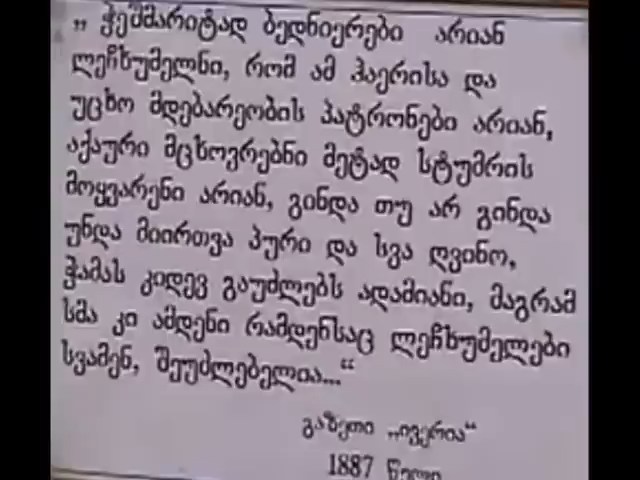 „ ჭეშმარიტად ბედნიერები არიან
ლეჩხუმელნი, რომ ამ ჰაერისა და
უცხო მდებარეობის პატრონები არიან,
აქაური მცხოვრებნი მეტად სტუმრის
მოყვარენი არიან, გინდა თუ არ გინდა
უნდა მიირთვა პური და სვა ღვინო,
ჭამას კიდევ გაუძლებს ადამიანი, მაგრამ
სმა კი ამდენი რამდენსაც ლეჩხუმელები
სვამენ, შეუძლებელია...“
გაზეთი „ივერია“
1887 წელი